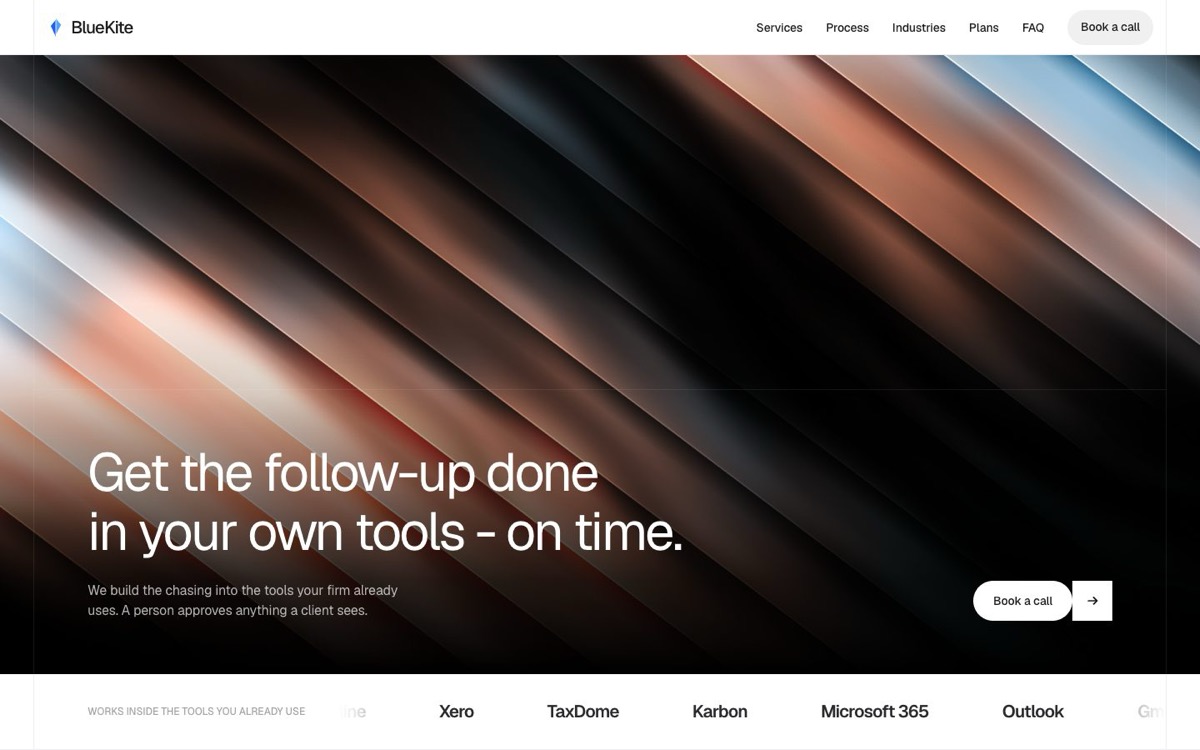 BlueKite
Services
Process
Industries
Plans
FAQ
Book a call
Get the follow-up done
in your own tools - on time.
We build the chasing into the tools your firm already
uses. A person approves anything a client sees.
Book a call
WORKS INSIDE THE TOOLS YOU ALREADY USE
Xero
TaxDome
Karbon
Microsoft 365
Outlook